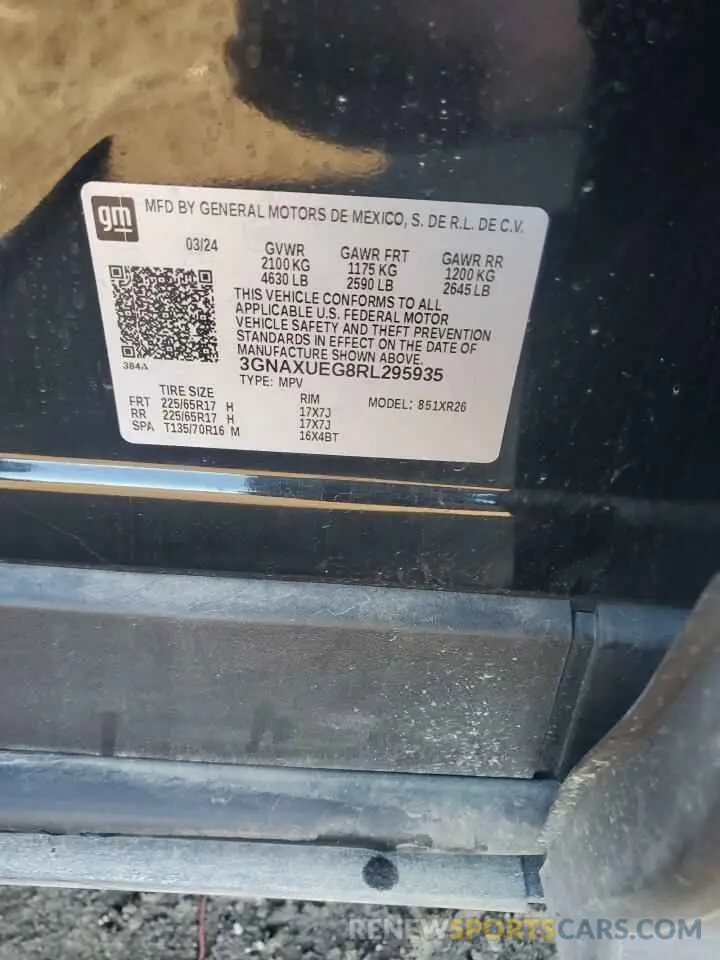 gm MFD BY GENERAL MOTORS DE MEXICO, S. DE R.L. DE C.V.
03/24 GVWR GAWR FRT GAWR RR
2100 KG 1175 KG 1200 KG
4630 LB 2590 LB 2645 LB
THIS VEHICLE CONFORMS TO ALL
APPLICABLE U.S. FEDERAL MOTOR
VEHICLE SAFETY AND THEFT PREVENTION
STANDARDS IN EFFECT ON THE DATE OF
MANUFACTURE SHOWN ABOVE.
384A 3GNAXUEG8RL295935
TYPE: MPV
TIRE SIZE RIM MODEL: 851XR26
FRT 225/65R17 H 17X7J
RR 225/65R17 H 17X7J
SPA T135/70R16 M 16X4BT
RENEWSPORTSCARS.COM